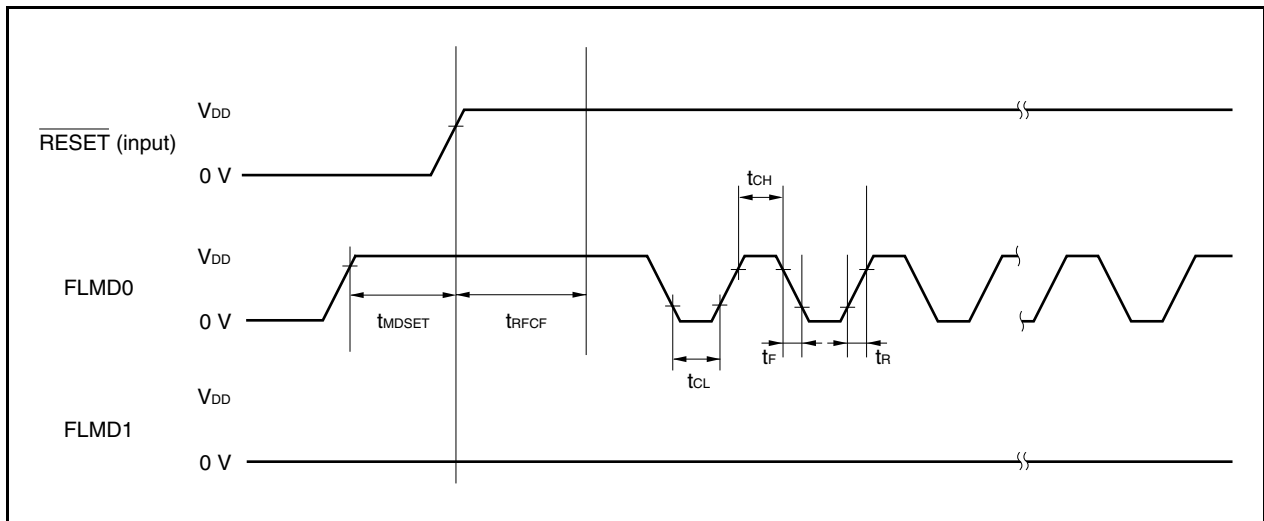 VDD
RESET (input)
0 V
tCH
VDD
FLMD0
0 V
tMDSET
tRFCF
tF
tR
tCL
VDD
FLMD1
0 V